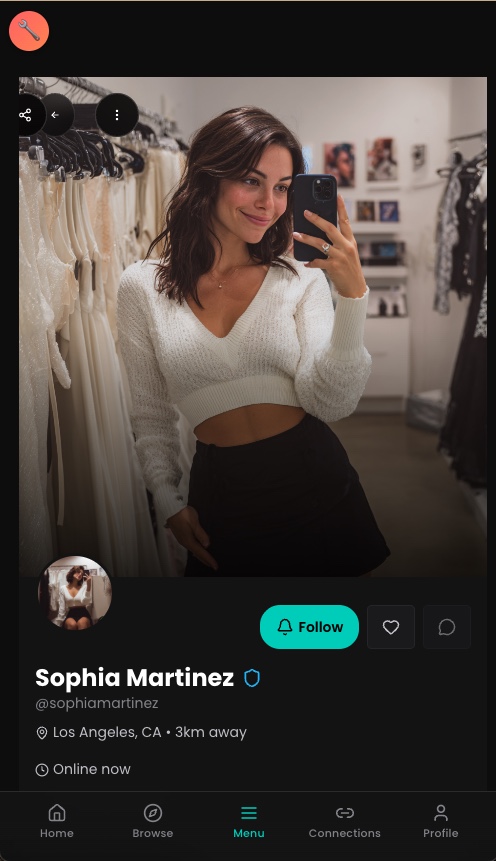 Follow
Sophia Martinez
@sophiamartinez
Los Angeles, CA • 3km away
Online now
Home
Browse
Menu
Connections
Profile